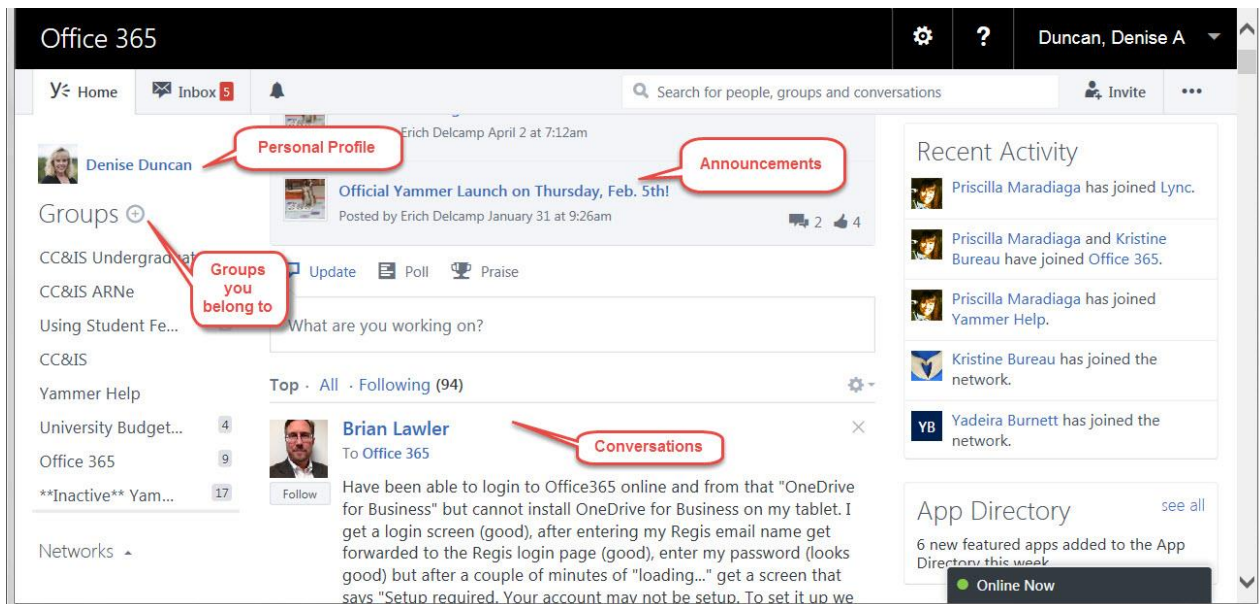 Office 365
? Duncan, Denise A
Home
Inbox 5
Search for people, groups and conversations
Invite
Denise Duncan
Personal Profile
Groups
CC&IS
CC&IS ARNe
Using Student Fe...
CC&IS
Yammer Help
University Budget... 4
Office 365 9
**Inactive** Yam... 17
Networks
Groups
you
belong to
Erich Delcamp April 2 at 7:12am
Announcements
Official Yammer Launch on Thursday, Feb. 5th!
Posted by Erich Delcamp January 31 at 9:26am
2 4
Update Poll Praise
What are you working on?
Top · All · Following (94)
Brian Lawler
To Office 365
Follow
Conversations
Have been able to login to Office365 online and from that "OneDrive
for Business" but cannot install OneDrive for Business on my tablet. I
get a login screen (good), after entering my Regis email name get
forwarded to the Regis login page (good), enter my password (looks
good) but after a couple of minutes of "loading..." get a screen that
says "Setup required. Your account may not be setup. To set it up we
Recent Activity
Priscilla Maradiaga has joined Lync.
Priscilla Maradiaga and Kristine
Bureau have joined Office 365.
Priscilla Maradiaga has joined
Yammer Help.
Kristine Bureau has joined the
network.
YB
Yadeira Burnett has joined the
network.
App Directory
see all
6 new featured apps added to the App
Directory this week
Online Now